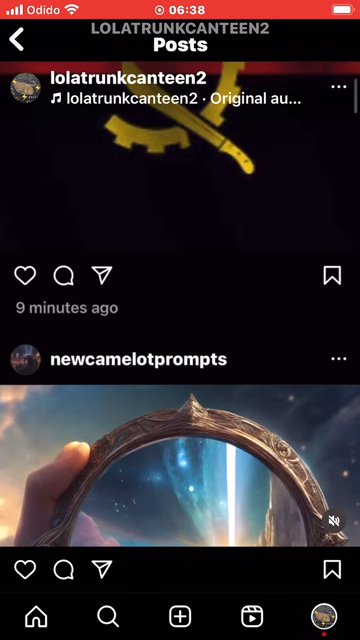 Odido 06:38
LOLATRUNKCANTEEN2
Posts
lolatrunkcanteen2
lolatrunkcanteen2 · Original au...
9 minutes ago
newcamelotprompts